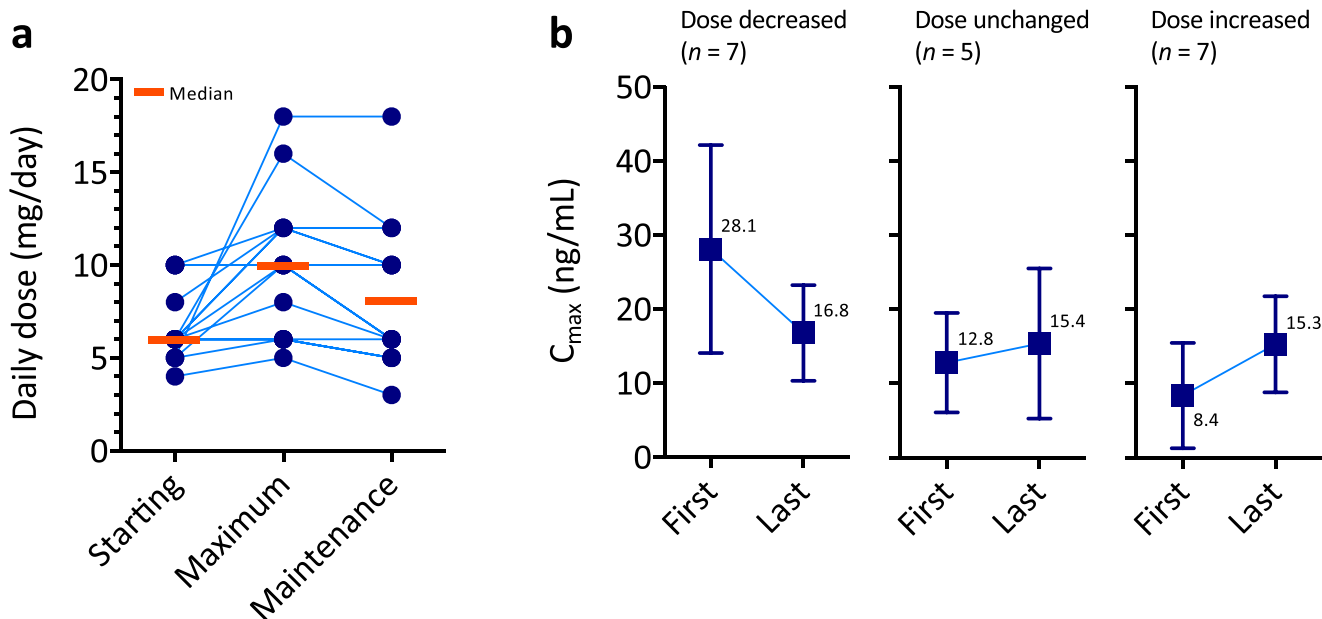 a
Daily dose (mg/day)
20
15
10
5
0
Median
Starting
Maximum
Maintenance
b
Cmax (ng/mL)
50
40
30
20
10
0
Dose decreased
(n = 7)
28.1
16.8
First
Last
Dose unchanged
(n = 5)
12.8
15.4
First
Last
Dose increased
(n = 7)
8.4
15.3
First
Last